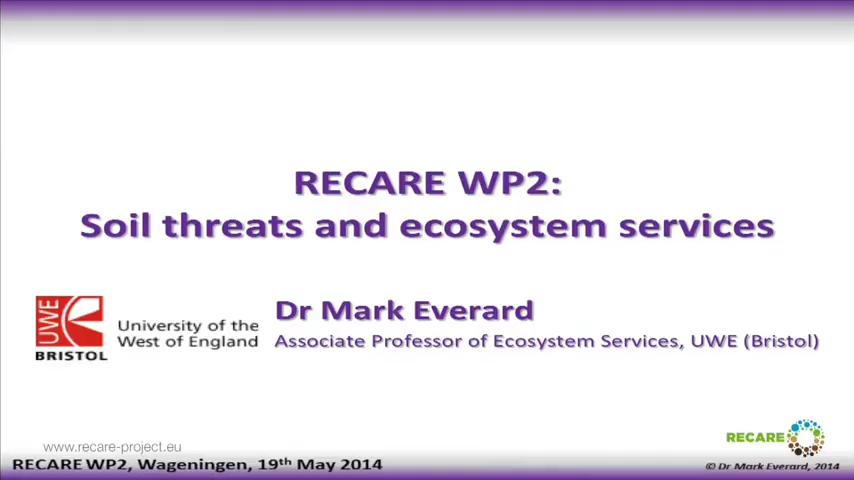 RECARE WP2:
Soil threats and ecosystem services
Dr Mark Everard
Associate Professor of Ecosystem Services, UWE (Bristol)
UWE
BRISTOL
University of the
West of England
www.recare-project.eu
RECARE
RECARE WP2, Wageningen, 19th May 2014
© Dr Mark Everard, 2014